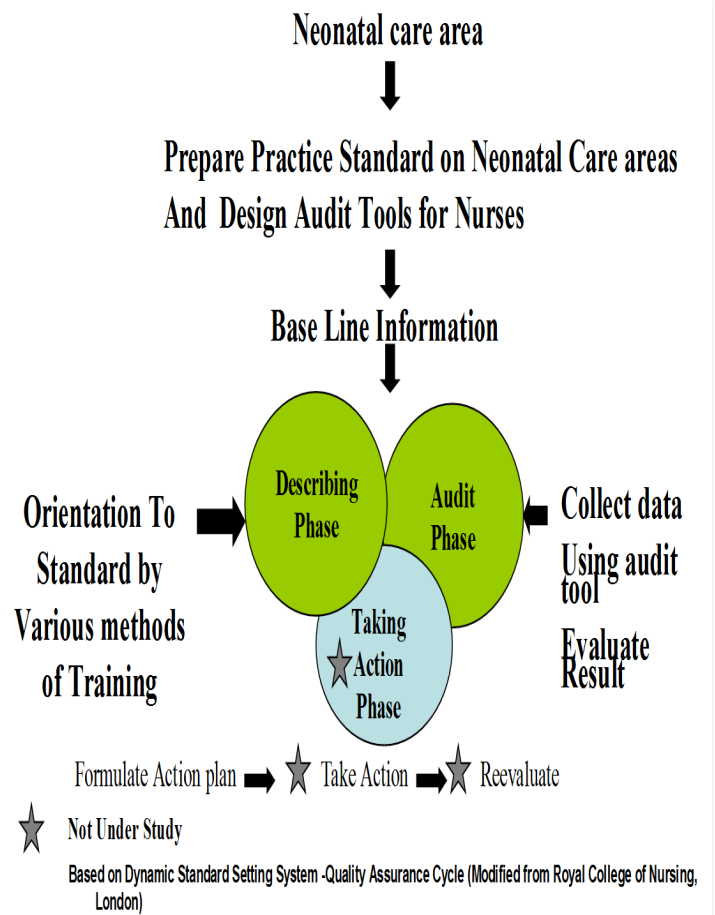 Neonatal care area
Prepare Practice Standard on Neonatal Care areas
And Design Audit Tools for Nurses
Base Line Information
Describing
Phase
Audit
Phase
Orientation To
Standard by
Various methods
of Training
Collect data
Using audit
tool
Evaluate
Result
Taking
Action
Phase
Formulate Action plan Take Action Reevaluate
Not Under Study
Based on Dynamic Standard Setting System -Quality Assurance Cycle (Modified from Royal College of Nursing,
London)